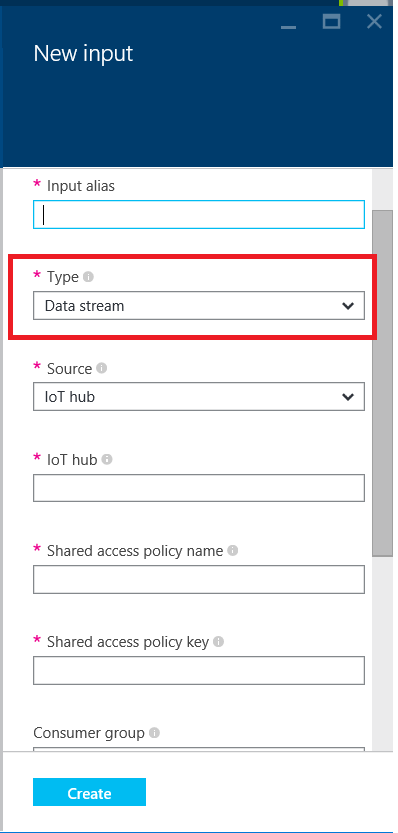 New input
* Input alias
* Type
Data stream
* Source
IoT hub
* IoT hub
* Shared access policy name
* Shared access policy key
Consumer group
Create